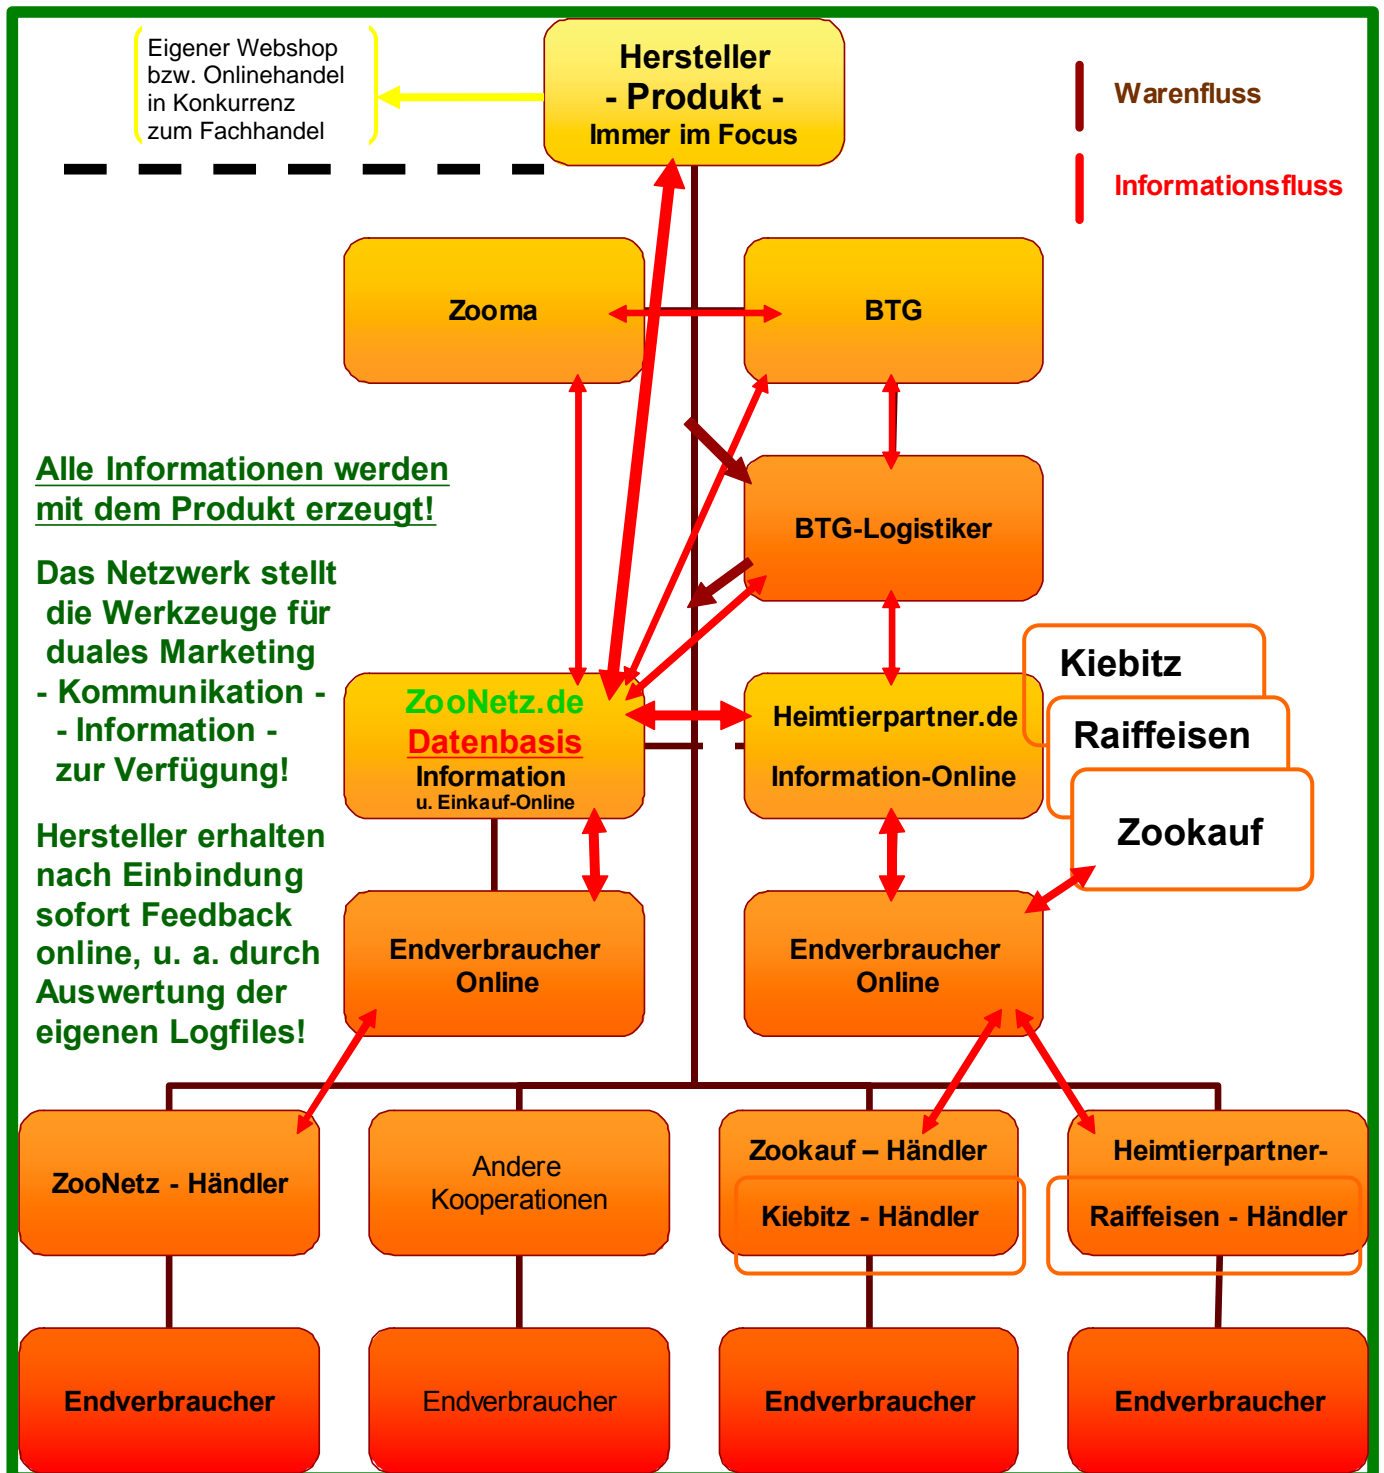 Eigener Webshop
bzw. Onlinehandel
in Konkurrenz
zum Fachhandel
Hersteller
- Produkt -
Immer im Focus
Warenfluss
Informationsfluss
Zooma
BTG
Alle Informationen werden
mit dem Produkt erzeugt!
Das Netzwerk stellt
die Werkzeuge für
duales Marketing
- Kommunikation -
- Information -
zur Verfügung!
Hersteller erhalten
nach Einbindung
sofort Feedback
online, u. a. durch
Auswertung der
eigenen Logfiles!
BTG-Logistiker
ZooNetz.de
Datenbasis
Information
u. Einkauf-Online
Heimtierpartner.de
Information-Online
Kiebitz
Raiffeisen
Zookauf
Endverbraucher
Online
Endverbraucher
Online
ZooNetz - Händler
Andere
Kooperationen
Zookauf – Händler
Kiebitz - Händler
Heimtierpartner-
Raiffeisen - Händler
Endverbraucher
Endverbraucher
Endverbraucher
Endverbraucher